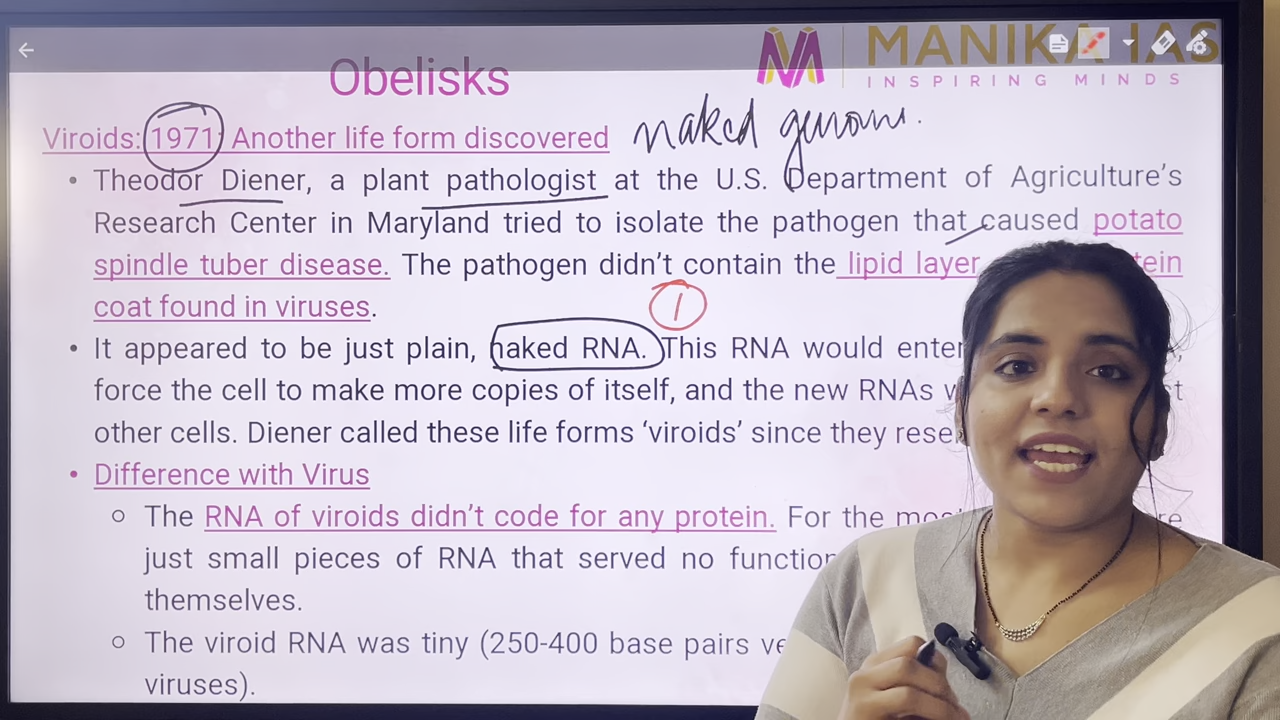 MANIKA IAS
INSPIRING MINDS
Obelisks
Viroids: 1971 Another life form discovered naked genome.
• Theodor Diener, a plant pathologist at the U.S. Department of Agriculture's
Research Center in Maryland tried to isolate the pathogen that caused potato
spindle tuber disease. The pathogen didn't contain the lipid layer
coat found in viruses.
1
• It appeared to be just plain, naked RNA. This RNA would enter
force the cell to make more copies of itself, and the new RNAs
other cells. Diener called these life forms 'viroids' since they
• Difference with Virus
○ The RNA of viroids didn't code for any protein. For the
just small pieces of RNA that served no
themselves.
○ The viroid RNA was tiny (250-400 base pairs
viruses).